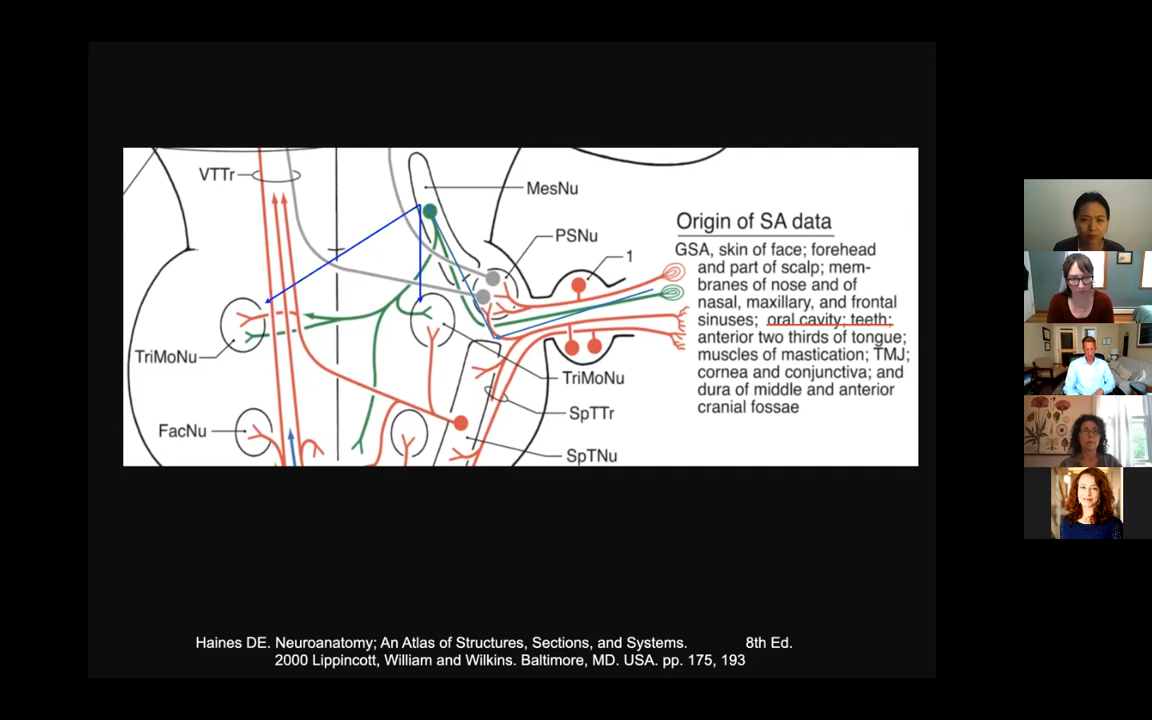 VTTr
MesNu
PSNu
1
TriMoNu
TriMoNu
SpTTr
FacNu
SpTNu
Origin of SA data
GSA, skin of face; forehead
and part of scalp; mem-
branes of nose and of
nasal, maxillary, and frontal
sinuses; oral cavity; teeth;
anterior two thirds of tongue;
muscles of mastication; TMJ;
cornea and conjunctiva; and
dura of middle and anterior
cranial fossae
Haines DE. Neuroanatomy; An Atlas of Structures, Sections, and Systems. 8th Ed.
2000 Lippincott, William and Wilkins. Baltimore, MD. USA. pp. 175, 193